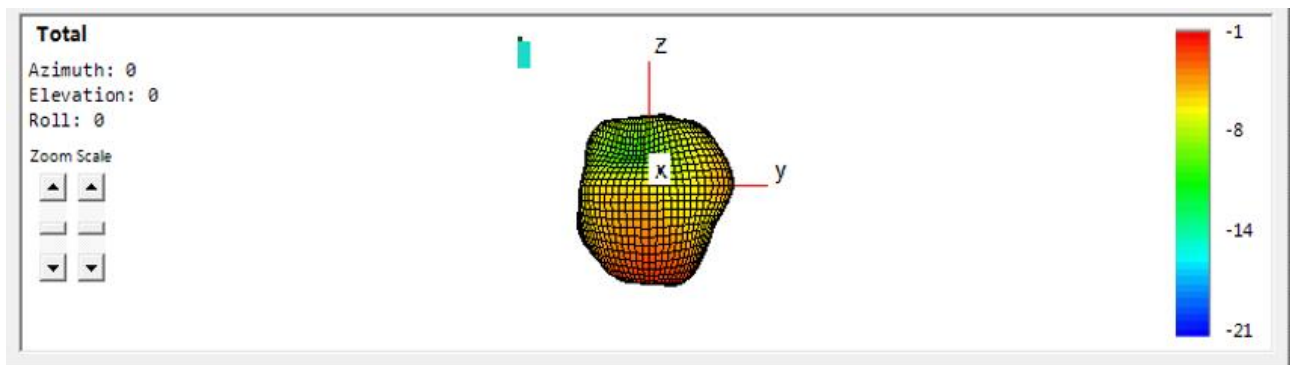 Total
Azimuth: 0
Elevation: 0
Roll: 0
Zoom Scale
z
x
y
-1
-8
-14
-21